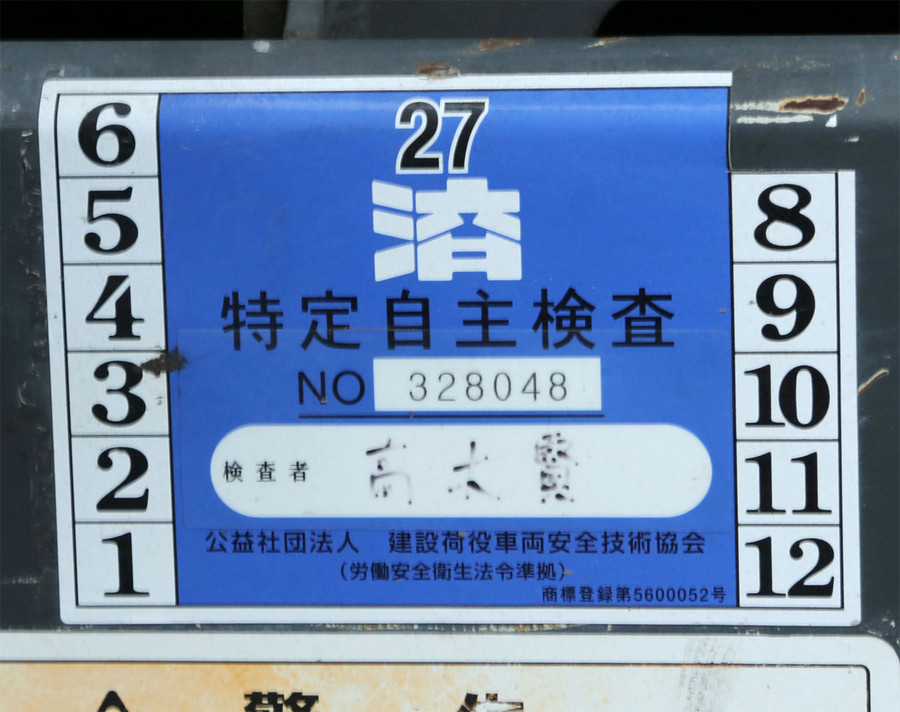 27
済
特定自主検査
NO 328048
検査者 高木賢
公益社団法人 建設荷役車両安全技術協会
(労働安全衛生法令準拠)
商標登録第5600052号
6
5
4
3
2
1
8
9
10
11
12